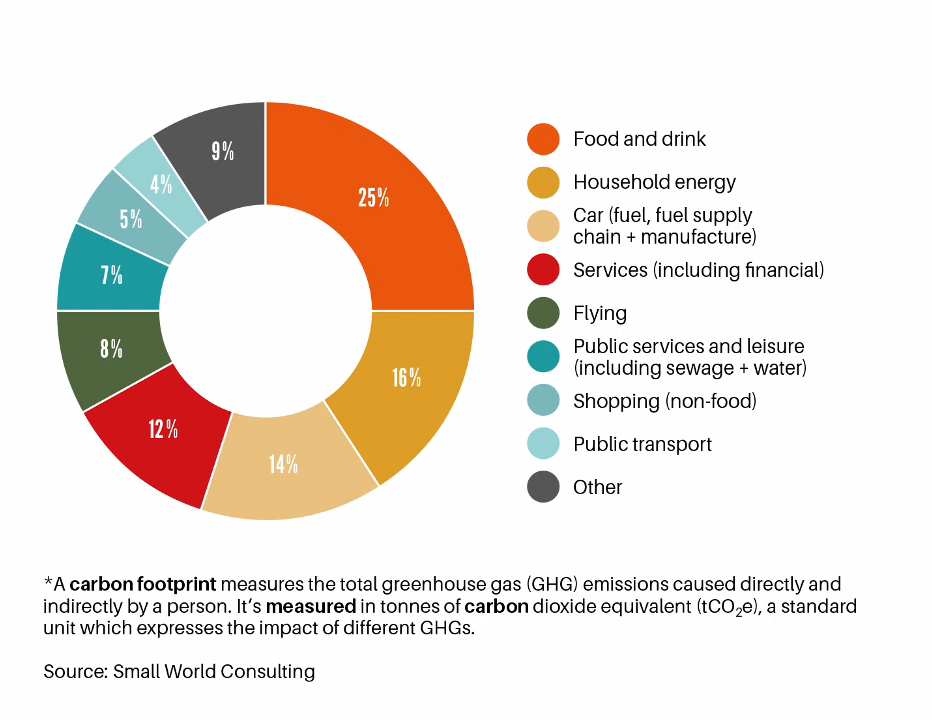 25%
16%
14%
12%
8%
7%
5%
4%
9%
Food and drink
Household energy
Car (fuel, fuel supply
chain + manufacture)
Services (including financial)
Flying
Public services and leisure
(including sewage + water)
Shopping (non-food)
Public transport
Other
*A carbon footprint measures the total greenhouse gas (GHG) emissions caused directly and
indirectly by a person. It’s measured in tonnes of carbon dioxide equivalent (tCO₂e), a standard
unit which expresses the impact of different GHGs.
Source: Small World Consulting